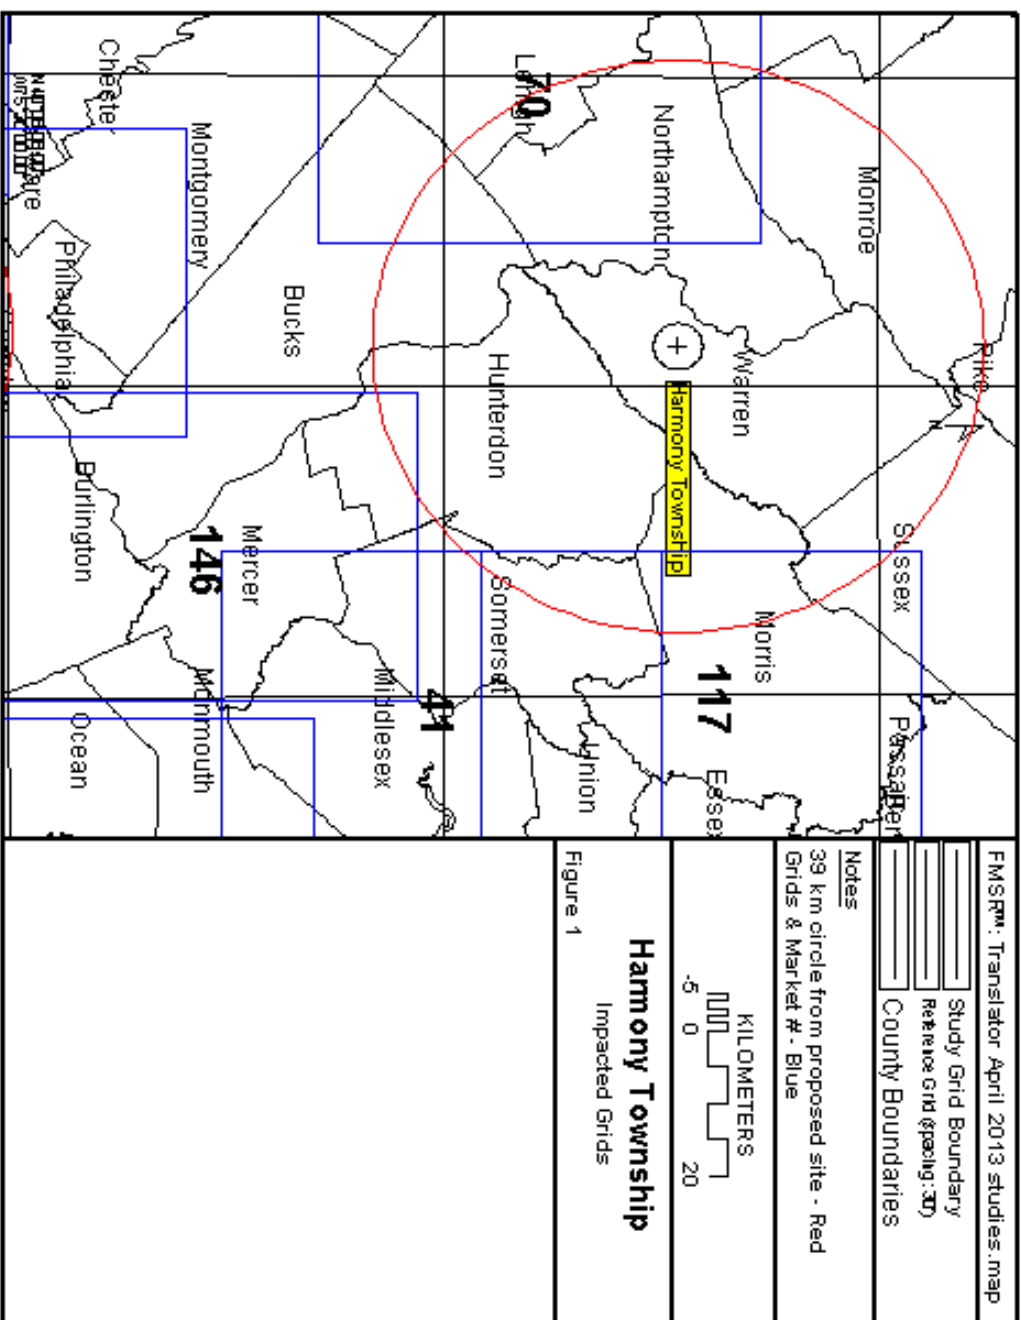 Pike
Monroe
Sussex
Passaic
Warren
Northampton
Harmony Township
Morris
117
Essex
70
Lehigh
Hunterdon
Somerset
Union
41
Bucks
Middlesex
Mercer
146
Montgomery
Monmouth
Chester
Philadelphia
Burlington
Ocean
N
FMSR™: Translator April 2013 studies.map
Study Grid Boundary
Reference Grid (spacing: 30')
County Boundaries
Notes
39 km circle from proposed site - Red
Grids & Market # - Blue
KILOMETERS
-5 0 20
Harmony Township
Impacted Grids
Figure 1